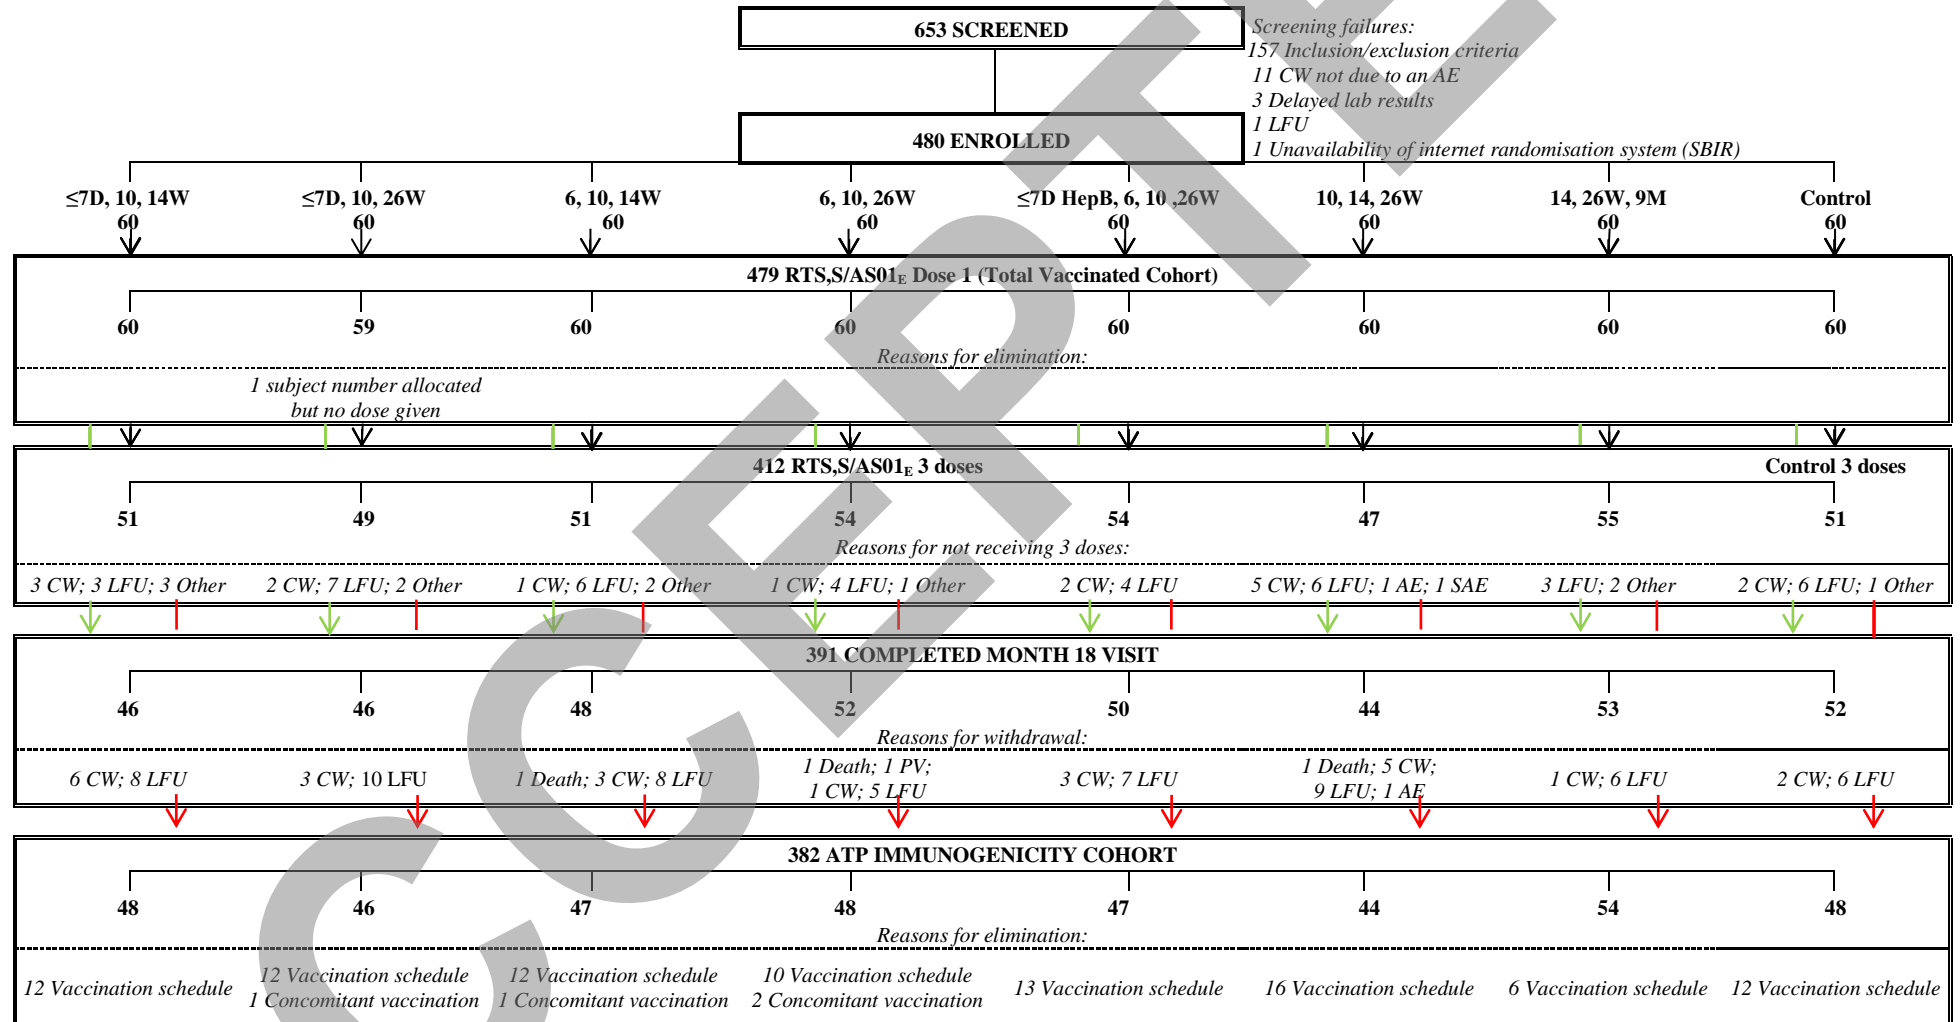 653 SCREENED
Screening failures:
157 Inclusion/exclusion criteria
11 CW not due to an AE
3 Delayed lab results
1 LFU
1 Unavailability of internet randomisation system (SBIR)
480 ENROLLED
≤7D, 10, 14W ≤7D, 10, 26W 6, 10, 14W 6, 10, 26W ≤7D HepB, 6, 10 ,26W 10, 14, 26W 14, 26W, 9M Control
60 60 60 60 60 60 60 60
479 RTS,S/AS01E Dose 1 (Total Vaccinated Cohort)
60 59 60 60 60 60 60 60
Reasons for elimination:
1 subject number allocated
but no dose given
412 RTS,S/AS01E 3 doses Control 3 doses
51 49 51 54 54 47 55 51
Reasons for not receiving 3 doses:
3 CW; 3 LFU; 3 Other 2 CW; 7 LFU; 2 Other 1 CW; 6 LFU; 2 Other 1 CW; 4 LFU; 1 Other 2 CW; 4 LFU 5 CW; 6 LFU; 1 AE; 1 SAE 3 LFU; 2 Other 2 CW; 6 LFU; 1 Other
391 COMPLETED MONTH 18 VISIT
46 46 48 52 50 44 53 52
Reasons for withdrawal:
6 CW; 8 LFU 3 CW; 10 LFU 1 Death; 3 CW; 8 LFU 1 Death; 1 PV; 3 CW; 7 LFU 1 Death; 5 CW; 1 CW; 6 LFU 2 CW; 6 LFU
1 CW; 5 LFU 9 LFU; 1 AE
382 ATP IMMUNOGENICITY COHORT
48 46 47 48 47 44 54 48
Reasons for elimination:
12 Vaccination schedule 12 Vaccination schedule 12 Vaccination schedule 10 Vaccination schedule 13 Vaccination schedule 16 Vaccination schedule 6 Vaccination schedule 12 Vaccination schedule
1 Concomitant vaccination 1 Concomitant vaccination 2 Concomitant vaccination
CCEPTE